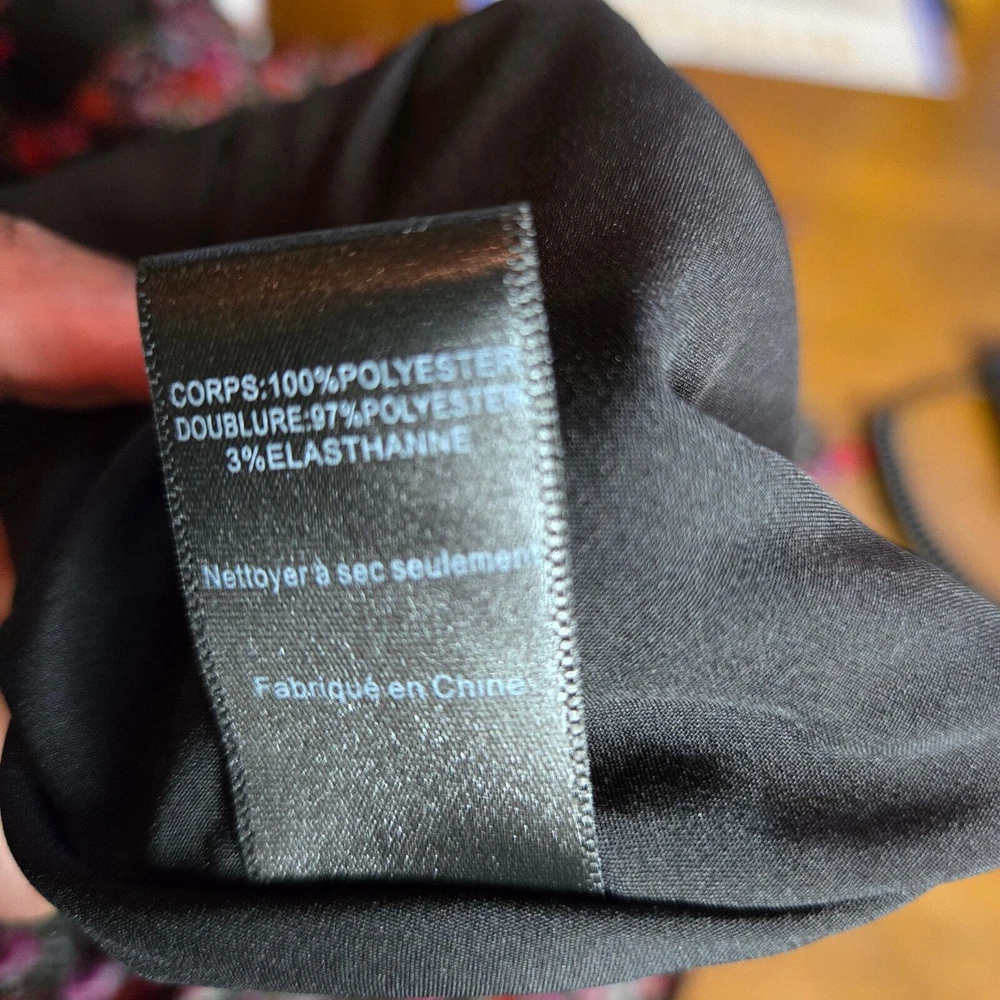 CORPS:100%POLYESTER
DOUBLURE:97%POLYESTER
3%ELASTHANNE
Nettoyer à sec seulement
Fabriqué en Chine